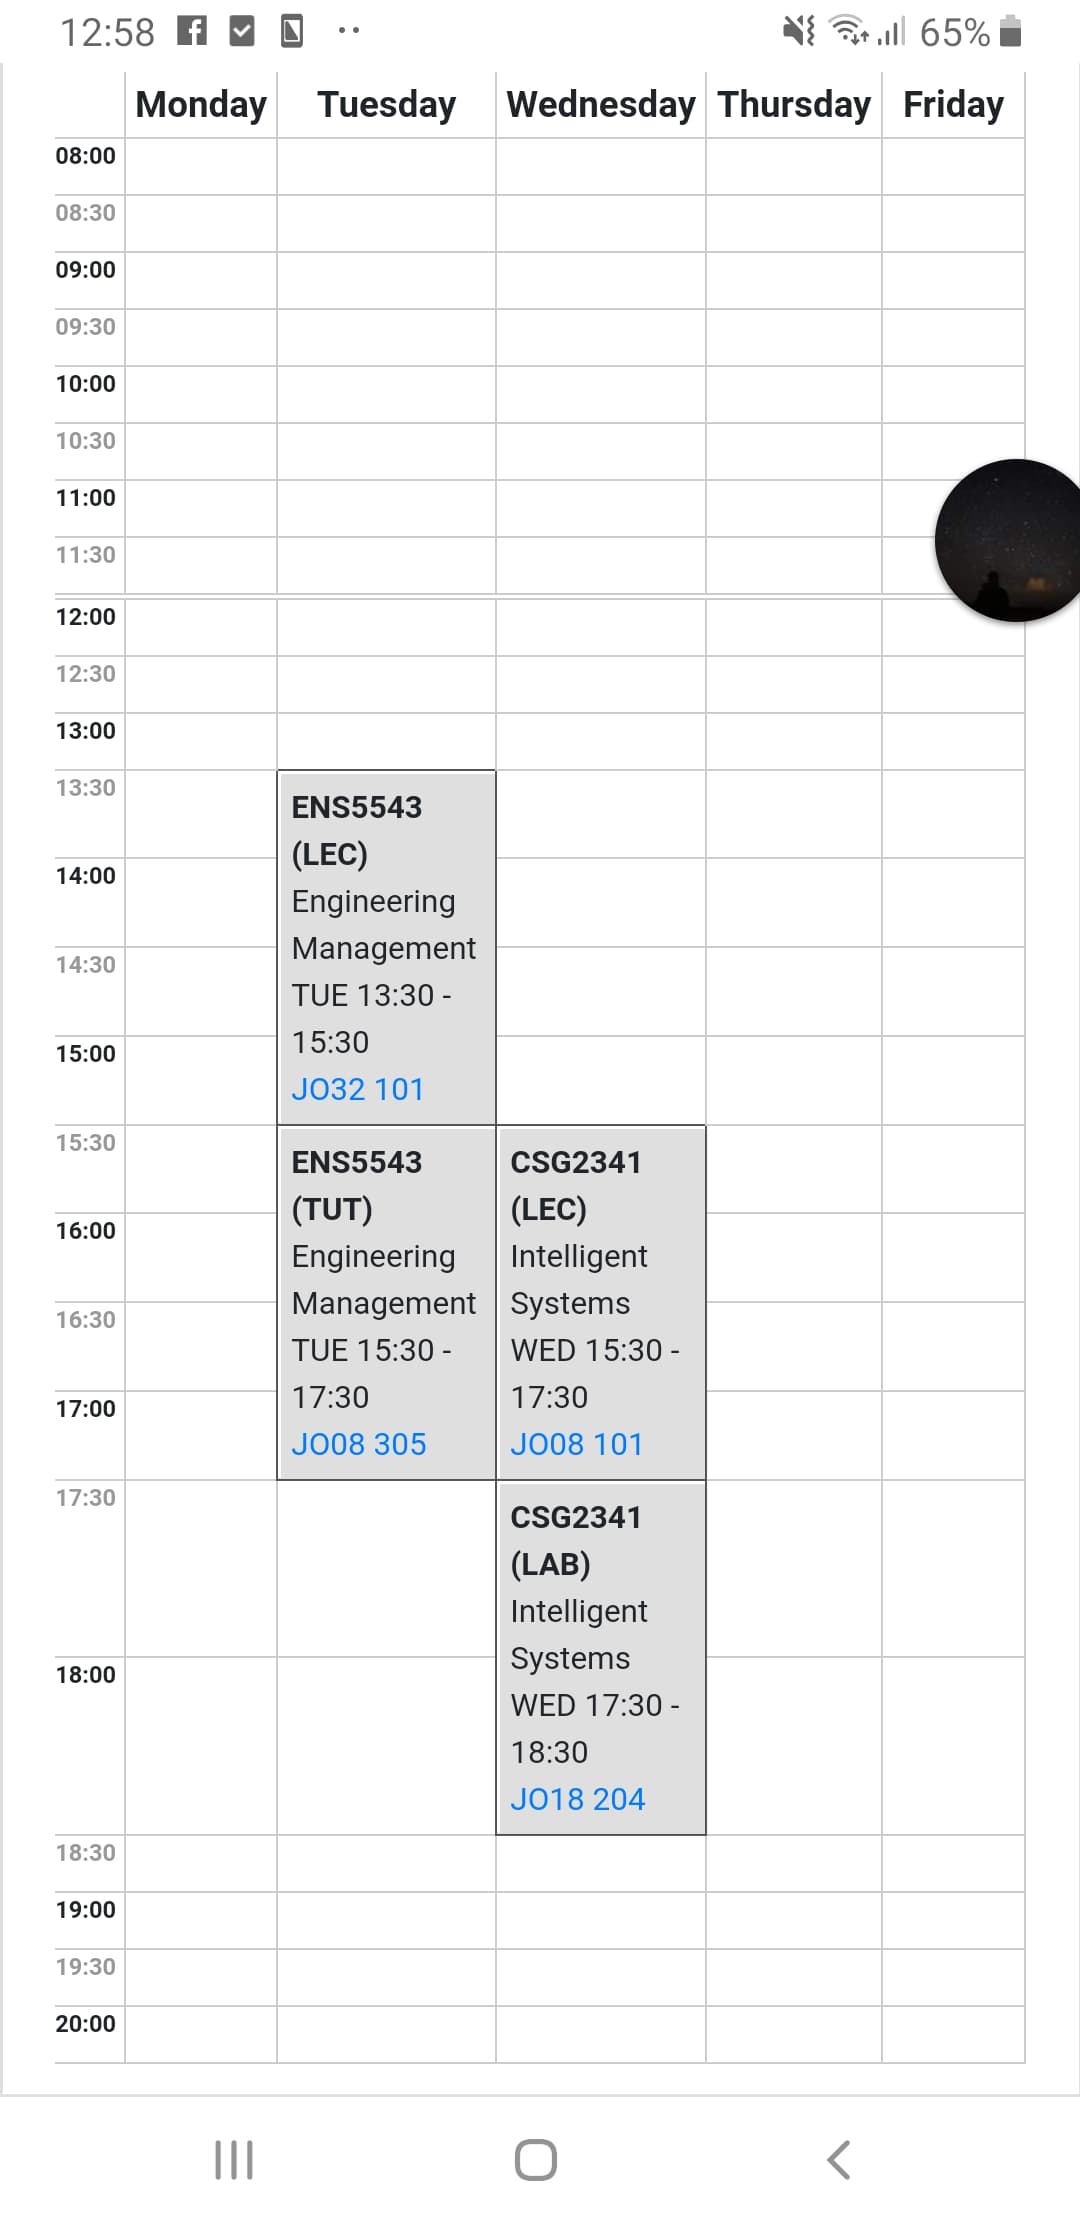 12:58
65%
Monday Tuesday Wednesday Thursday Friday
08:00
08:30
09:00
09:30
10:00
10:30
11:00
11:30
12:00
12:30
13:00
13:30
14:00
14:30
15:00
ENS5543
(LEC)
Engineering
Management
TUE 13:30 -
15:30
JO32 101
15:30
16:00
16:30
17:00
ENS5543
(TUT)
Engineering
Management
TUE 15:30 -
17:30
JO08 305
CSG2341
(LEC)
Intelligent
Systems
WED 15:30 -
17:30
JO08 101
17:30
18:00
CSG2341
(LAB)
Intelligent
Systems
WED 17:30 -
18:30
JO18 204
18:30
19:00
19:30
20:00